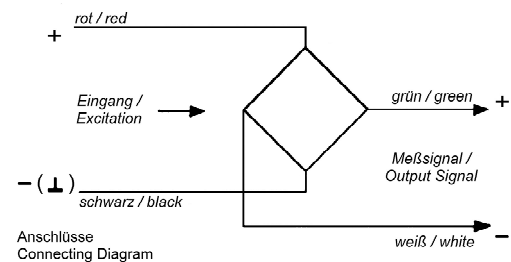 rot / red
+
Eingang /
Excitation
grün / green
+
Meßsignal /
Output Signal
- (⊥)
schwarz / black
weiß / white
-
Anschlüsse
Connecting Diagram